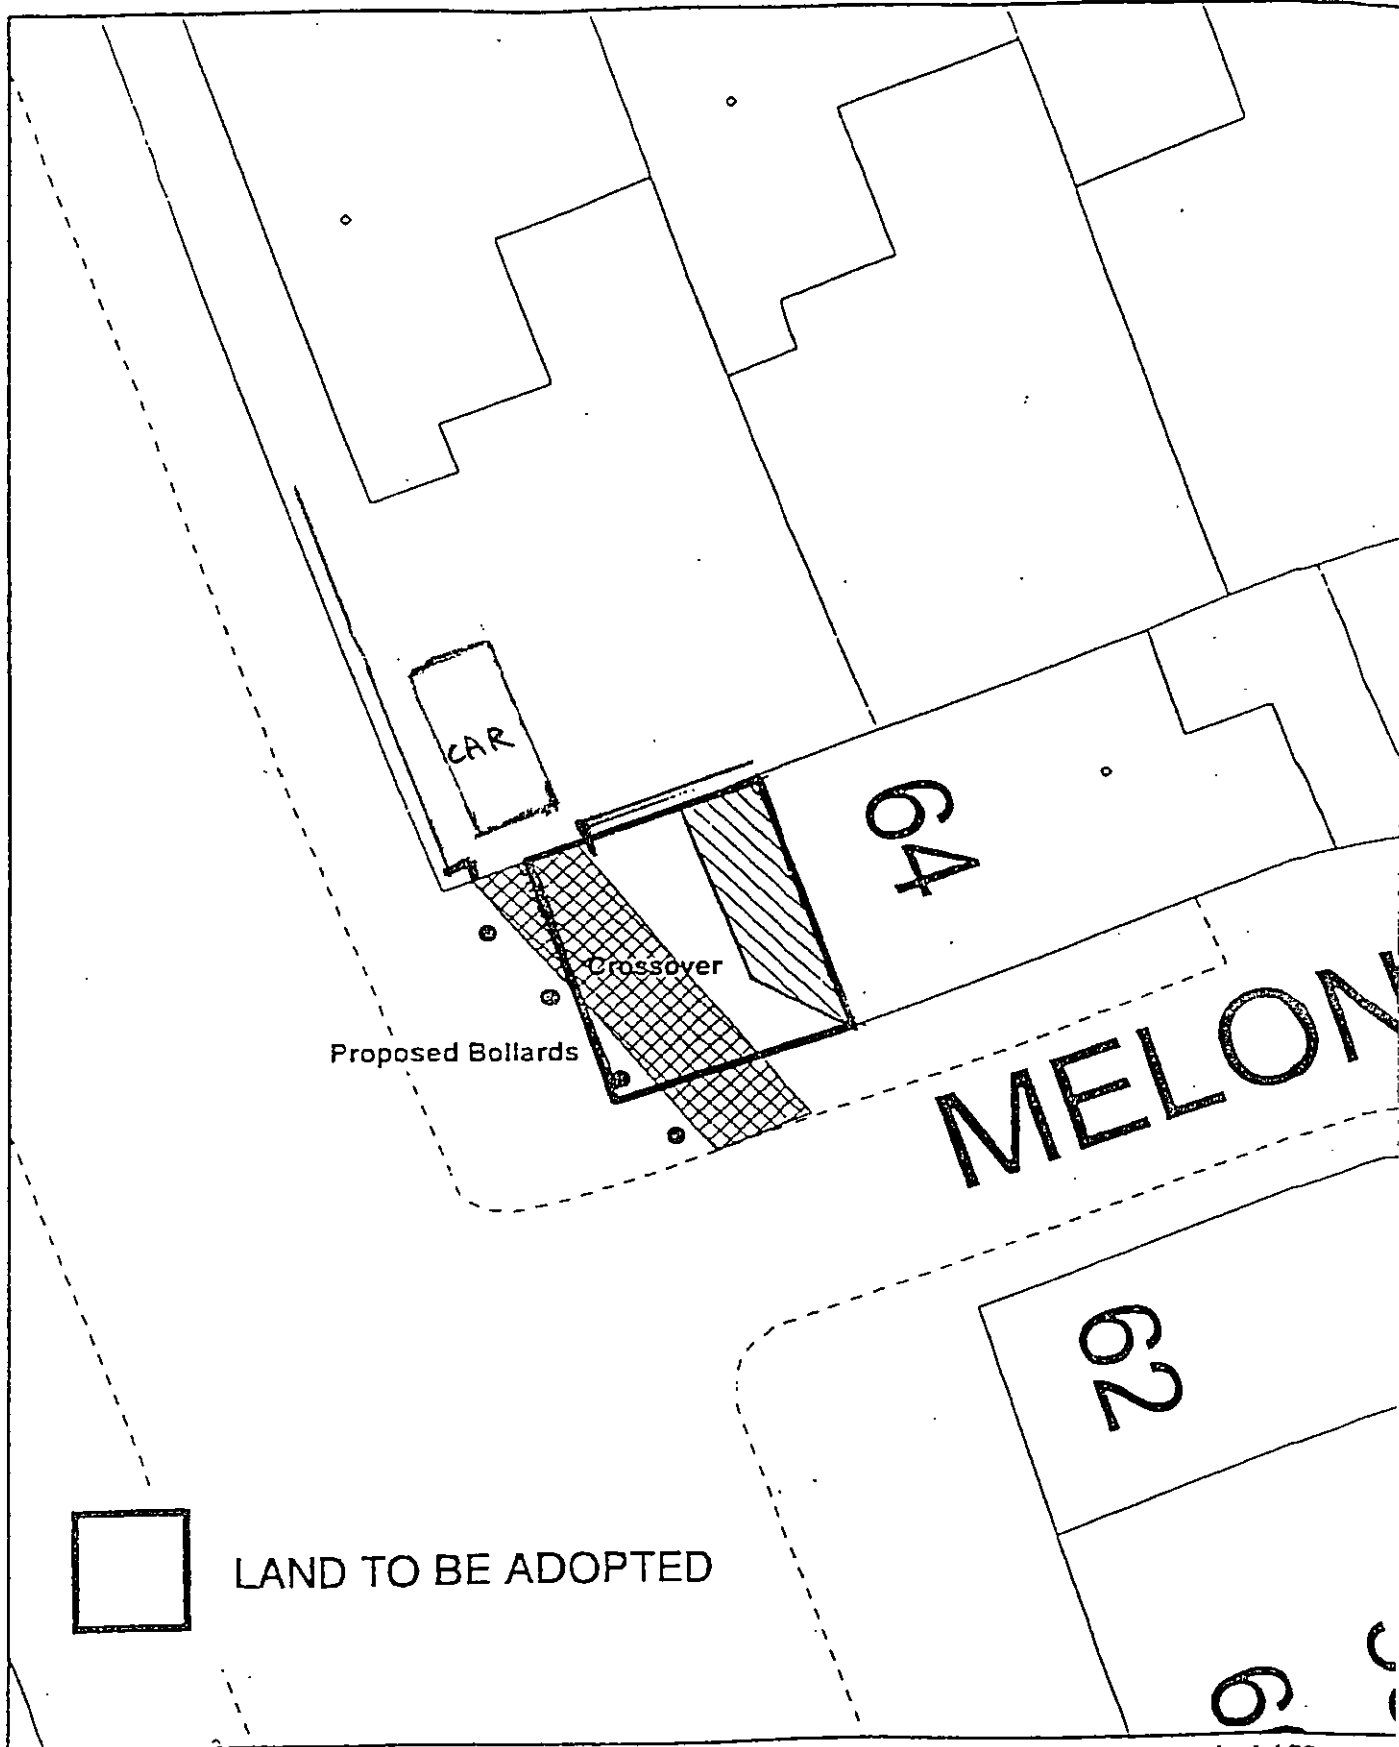 CAR
64
Crossover
Proposed Bollards
MELON
62
LAND TO BE ADOPTED